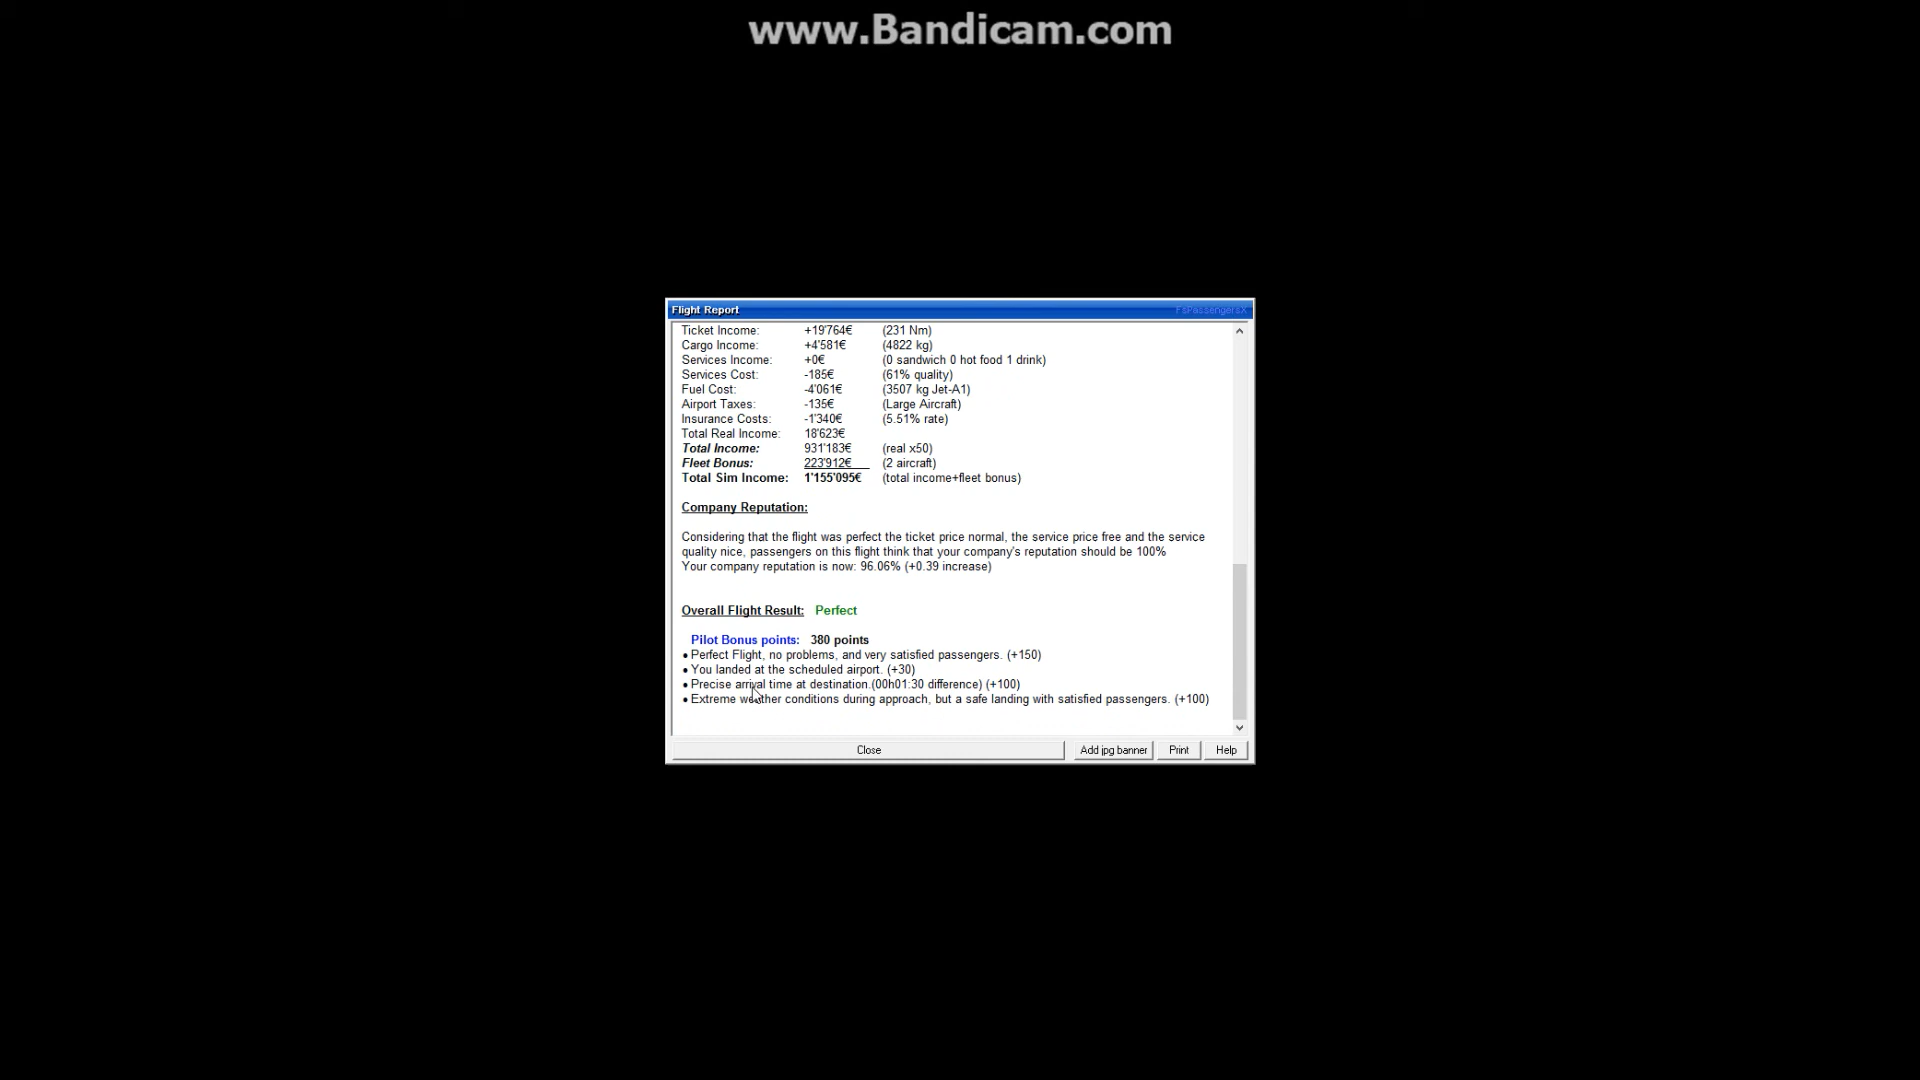 www.Bandicam.com
Flight Report FsPassengersX
Ticket Income: +19'764€ (231 Nm)
Cargo Income: +4'581€ (4822 kg)
Services Income: +0€ (0 sandwich 0 hot food 1 drink)
Services Cost: -185€ (61% quality)
Fuel Cost: -4'061€ (3507 kg Jet-A1)
Airport Taxes: -135€ (Large Aircraft)
Insurance Costs: -1'340€ (5.51% rate)
Total Real Income: 18'623€
Total Income: 931'183€ (real x50)
Fleet Bonus: 223'912€ (2 aircraft)
Total Sim Income: 1'155'095€ (total income+fleet bonus)
Company Reputation:
Considering that the flight was perfect the ticket price normal, the service price free and the service
quality nice, passengers on this flight think that your company's reputation should be 100%
Your company reputation is now: 96.06% (+0.39 increase)
Overall Flight Result: Perfect
Pilot Bonus points: 380 points
• Perfect Flight, no problems, and very satisfied passengers. (+150)
• You landed at the scheduled airport. (+30)
• Precise arrival time at destination.(00h01:30 difference) (+100)
• Extreme weather conditions during approach, but a safe landing with satisfied passengers. (+100)
Close Add jpg banner Print Help